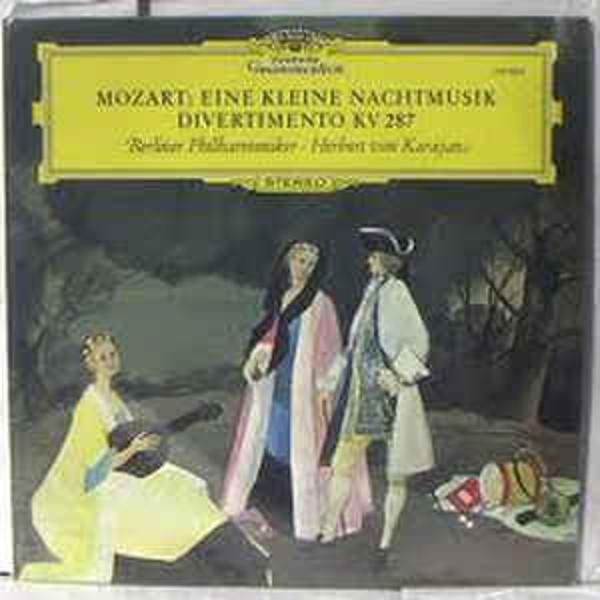 Deutsche
Grammophon
MOZART: EINE KLEINE NACHTMUSIK
DIVERTIMENTO KV 287
Berliner Philharmoniker · Herbert von Karajan
STEREO